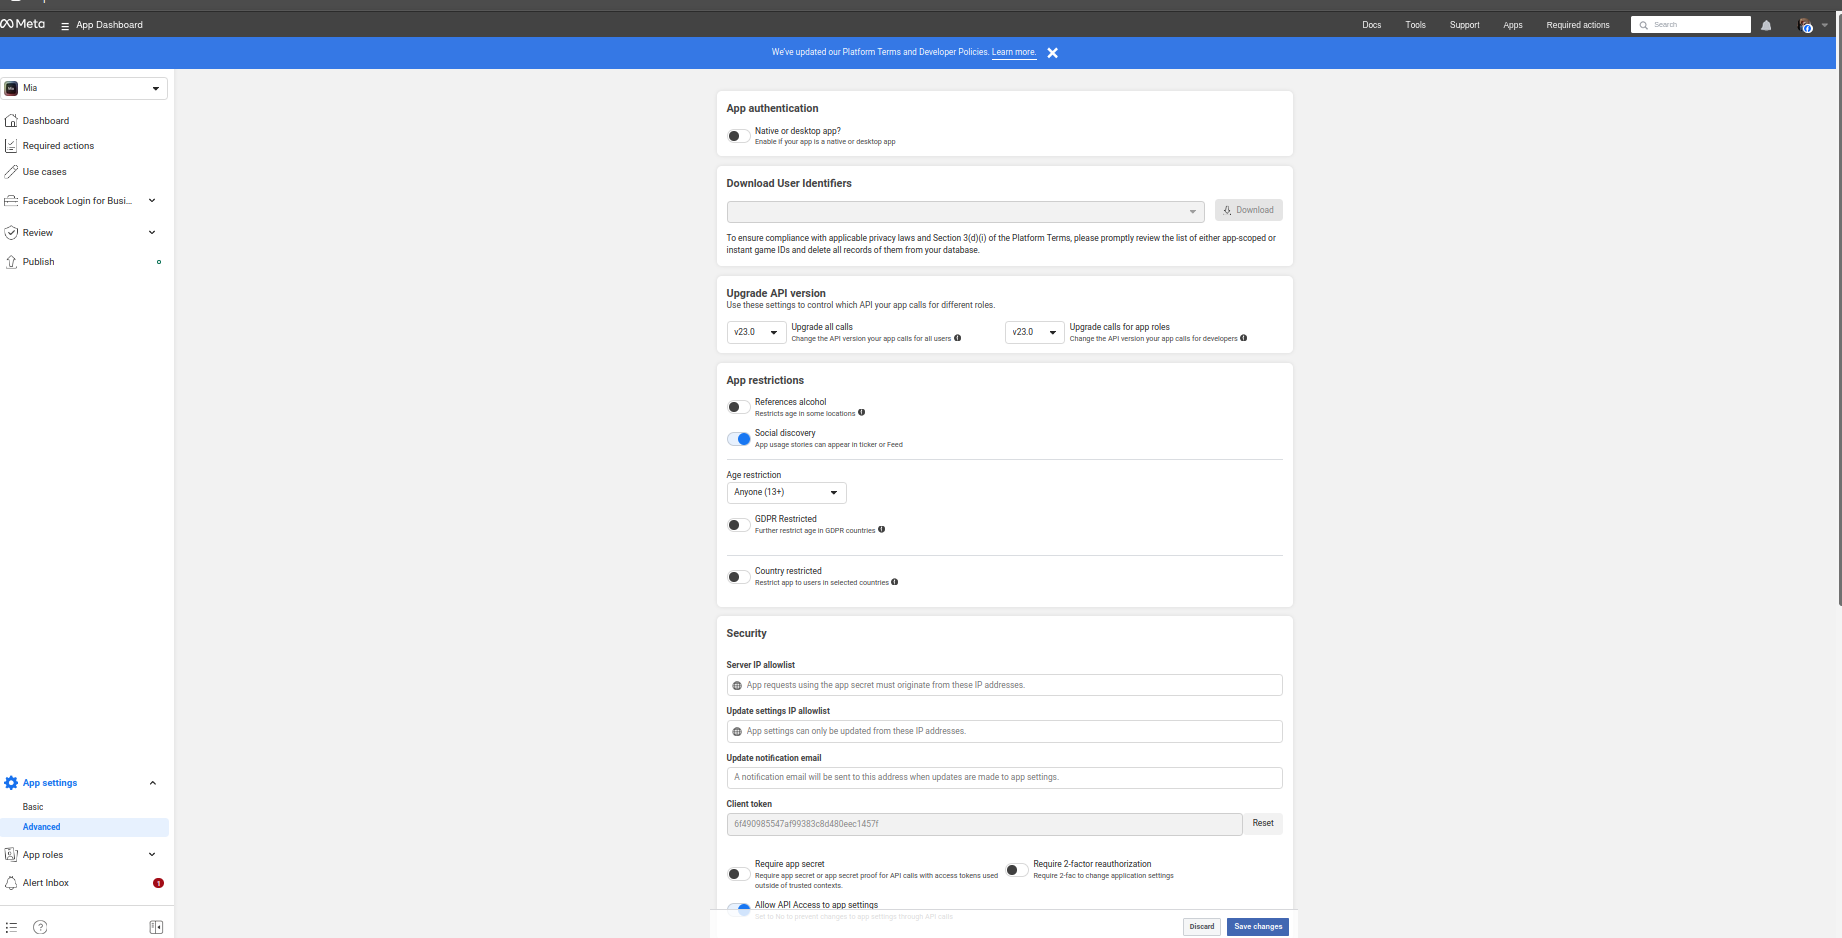 Meta
App Dashboard
Docs
Tools
Support
Apps
Required actions
Search
We've updated our Platform Terms and Developer Policies. Learn more.
Mia
Dashboard
Required actions
Use cases
Facebook Login for Busi...
Review
Publish
App settings
Basic
Advanced
App roles
Alert Inbox
1
App authentication
Native or desktop app?
Enable if your app is a native or desktop app
Download User Identifiers
Download
To ensure compliance with applicable privacy laws and Section 3(d)(i) of the Platform Terms, please promptly review the list of either app-scoped or
instant game IDs and delete all records of them from your database.
Upgrade API version
Use these settings to control which API your app calls for different roles.
v23.0
Upgrade all calls
Change the API version your app calls for all users
v23.0
Upgrade calls for app roles
Change the API version your app calls for developers
App restrictions
References alcohol
Restricts age in some locations
Social discovery
App usage stories can appear in ticker or Feed
Age restriction
Anyone (13+)
GDPR Restricted
Further restrict age in GDPR countries
Country restricted
Restrict app to users in selected countries
Security
Server IP allowlist
App requests using the app secret must originate from these IP addresses.
Update settings IP allowlist
App settings can only be updated from these IP addresses.
Update notification email
A notification email will be sent to this address when updates are made to app settings.
Client token
6f490985547af99383c8d480eec1457f
Reset
Require app secret
Require app secret or app secret proof for API calls with access tokens used
outside of trusted contexts.
Require 2-factor reauthorization
Require 2-fac to change application settings
Allow API Access to app settings
Set to No to prevent changes to app settings through API calls
Discard
Save changes